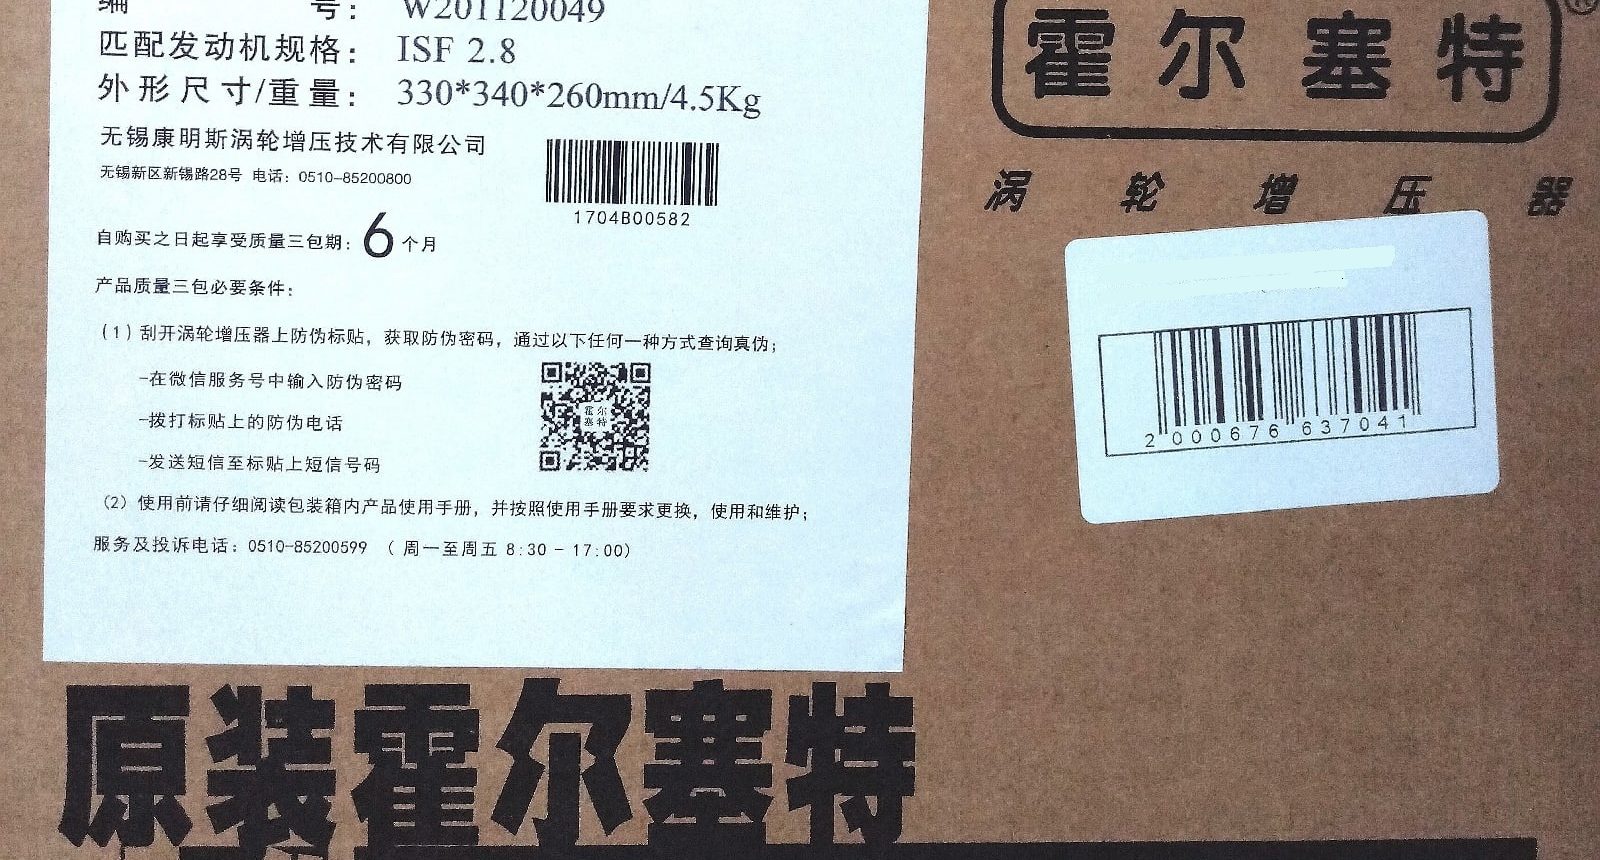 编 号： W201120049
匹配发动机规格： ISF 2.8
外形尺寸/重量： 330*340*260mm/4.5Kg
无锡康明斯涡轮增压技术有限公司
无锡新区新锡路28号 电话：0510-85200800
1704B00582
自购买之日起享受质量三包期：6个月
产品质量三包必要条件：
（1）刮开涡轮增压器上防伪标贴，获取防伪密码，通过以下任何一种方式查询真伪；
-在微信服务号中输入防伪密码
-拨打标贴上的防伪电话
-发送短信至标贴上短信号码
霍尔
塞特
（2）使用前请仔细阅读包装箱内产品使用手册，并按照使用手册要求更换，使用和维护；
服务及投诉电话：0510-85200599 （ 周一至周五 8:30 - 17:00）
霍尔塞特®
涡轮增压器
2000676637041
原装霍尔塞特